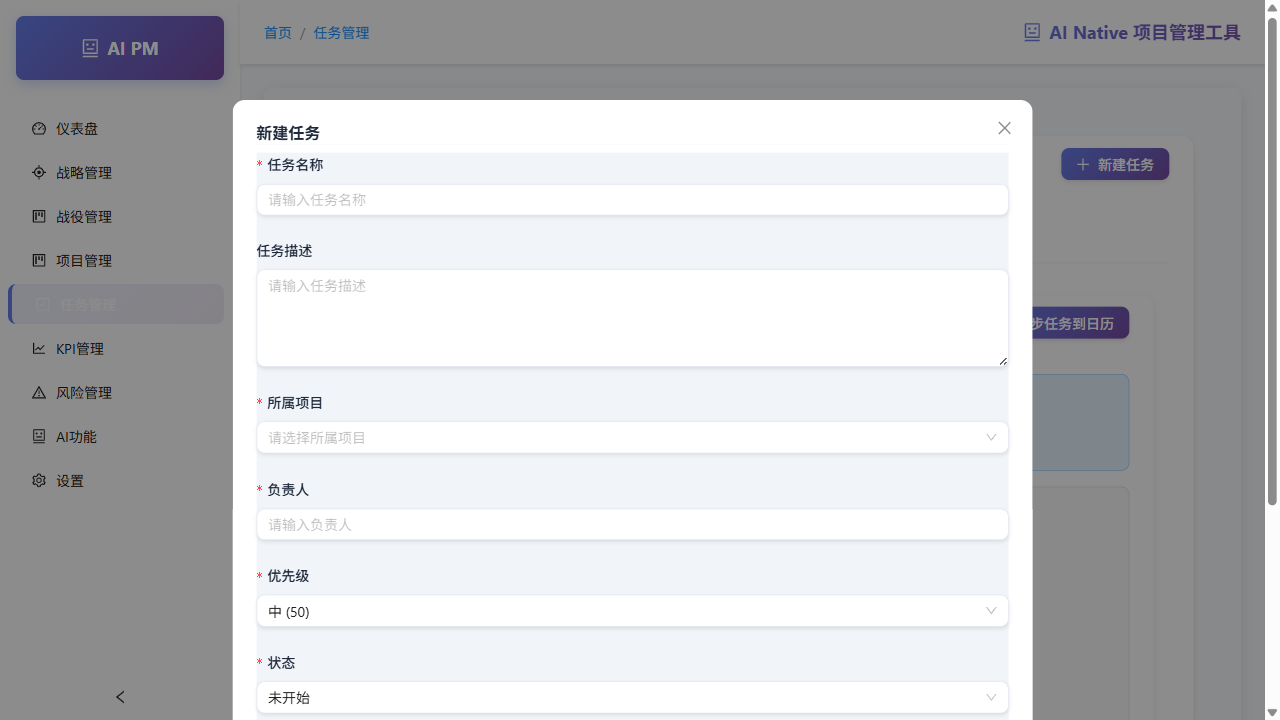 AI PM
首页 / 任务管理
AI Native 项目管理工具
仪表盘
战略管理
战役管理
项目管理
任务管理
KPI管理
风险管理
AI功能
设置
新建任务
步任务到日历
新建任务
* 任务名称
请输入任务名称
任务描述
请输入任务描述
* 所属项目
请选择所属项目
* 负责人
请输入负责人
* 优先级
中 (50)
* 状态
未开始